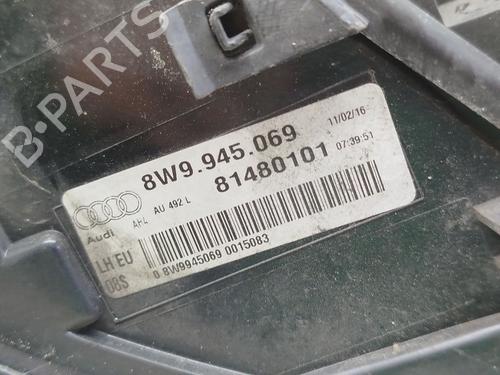 B-PARTS
C
8W9.945.069
11/02/16
81480101
07:39:51
Audi
AU 492 L
LH EU
08S
0 8W9945069 0015083